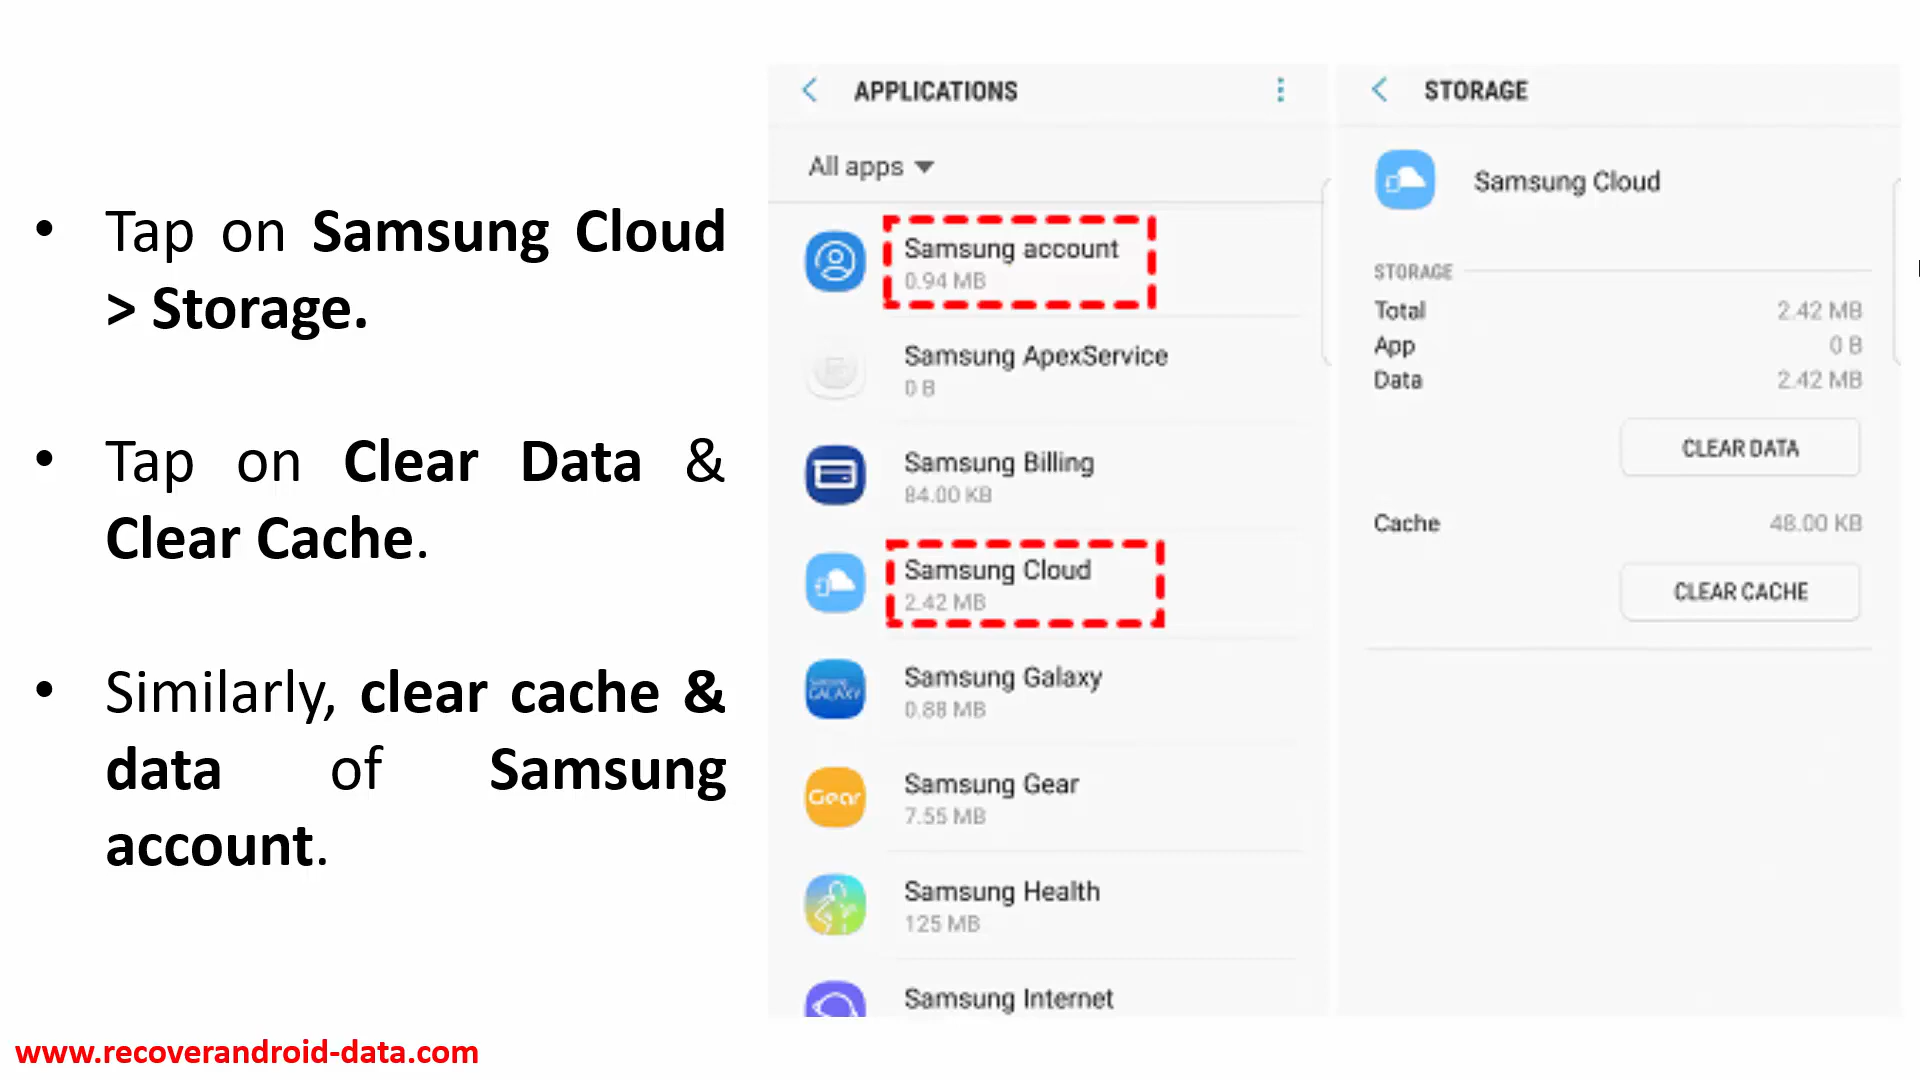 • Tap on Samsung Cloud
> Storage.
• Tap on Clear Data &
Clear Cache.
• Similarly, clear cache &
data of Samsung
account.
www.recoverandroid-data.com
APPLICATIONS
All apps
Samsung account
0.94 MB
Samsung ApexService
0 B
Samsung Billing
84.00 KB
Samsung Cloud
2.42 MB
SAMSUNG
GALAXY
Samsung Galaxy
0.88 MB
Gear
Samsung Gear
7.55 MB
Samsung Health
125 MB
Samsung Internet
STORAGE
Samsung Cloud
STORAGE
Total 2.42 MB
App 0 B
Data 2.42 MB
CLEAR DATA
Cache 48.00 KB
CLEAR CACHE